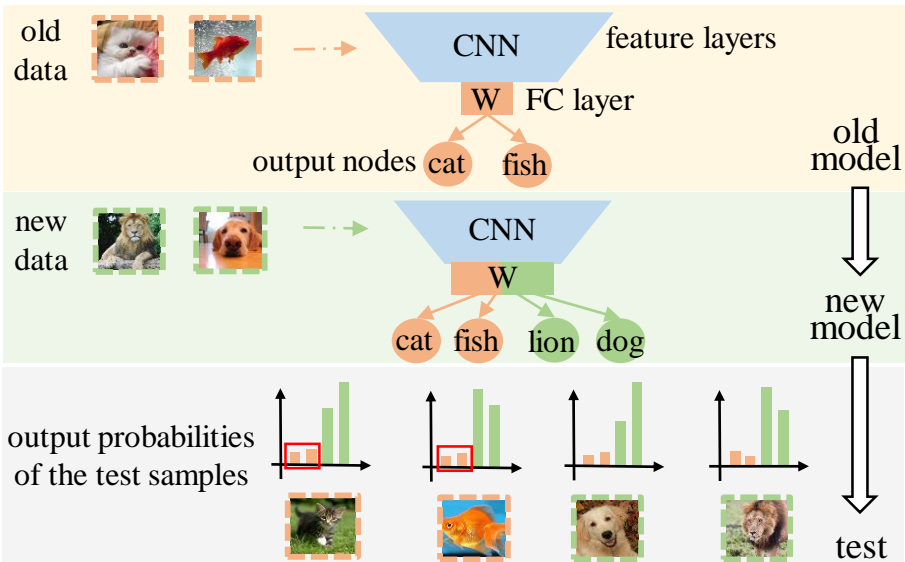 old
data
CNN
feature layers
W
FC layer
output nodes
cat
fish
old
model
new
data
CNN
W
cat
fish
lion
dog
new
model
output probabilities
of the test samples
test